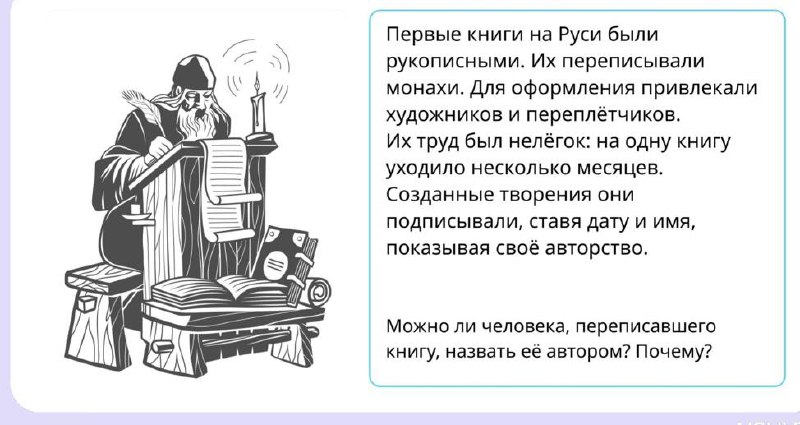 Первые книги на Руси были
рукописными. Их переписывали
монахи. Для оформления привлекали
художников и переплётчиков.
Их труд был нелёгок: на одну книгу
уходило несколько месяцев.
Созданные творения они
подписывали, ставя дату и имя,
показывая своё авторство.
Можно ли человека, переписавшего
книгу, назвать её автором? Почему?